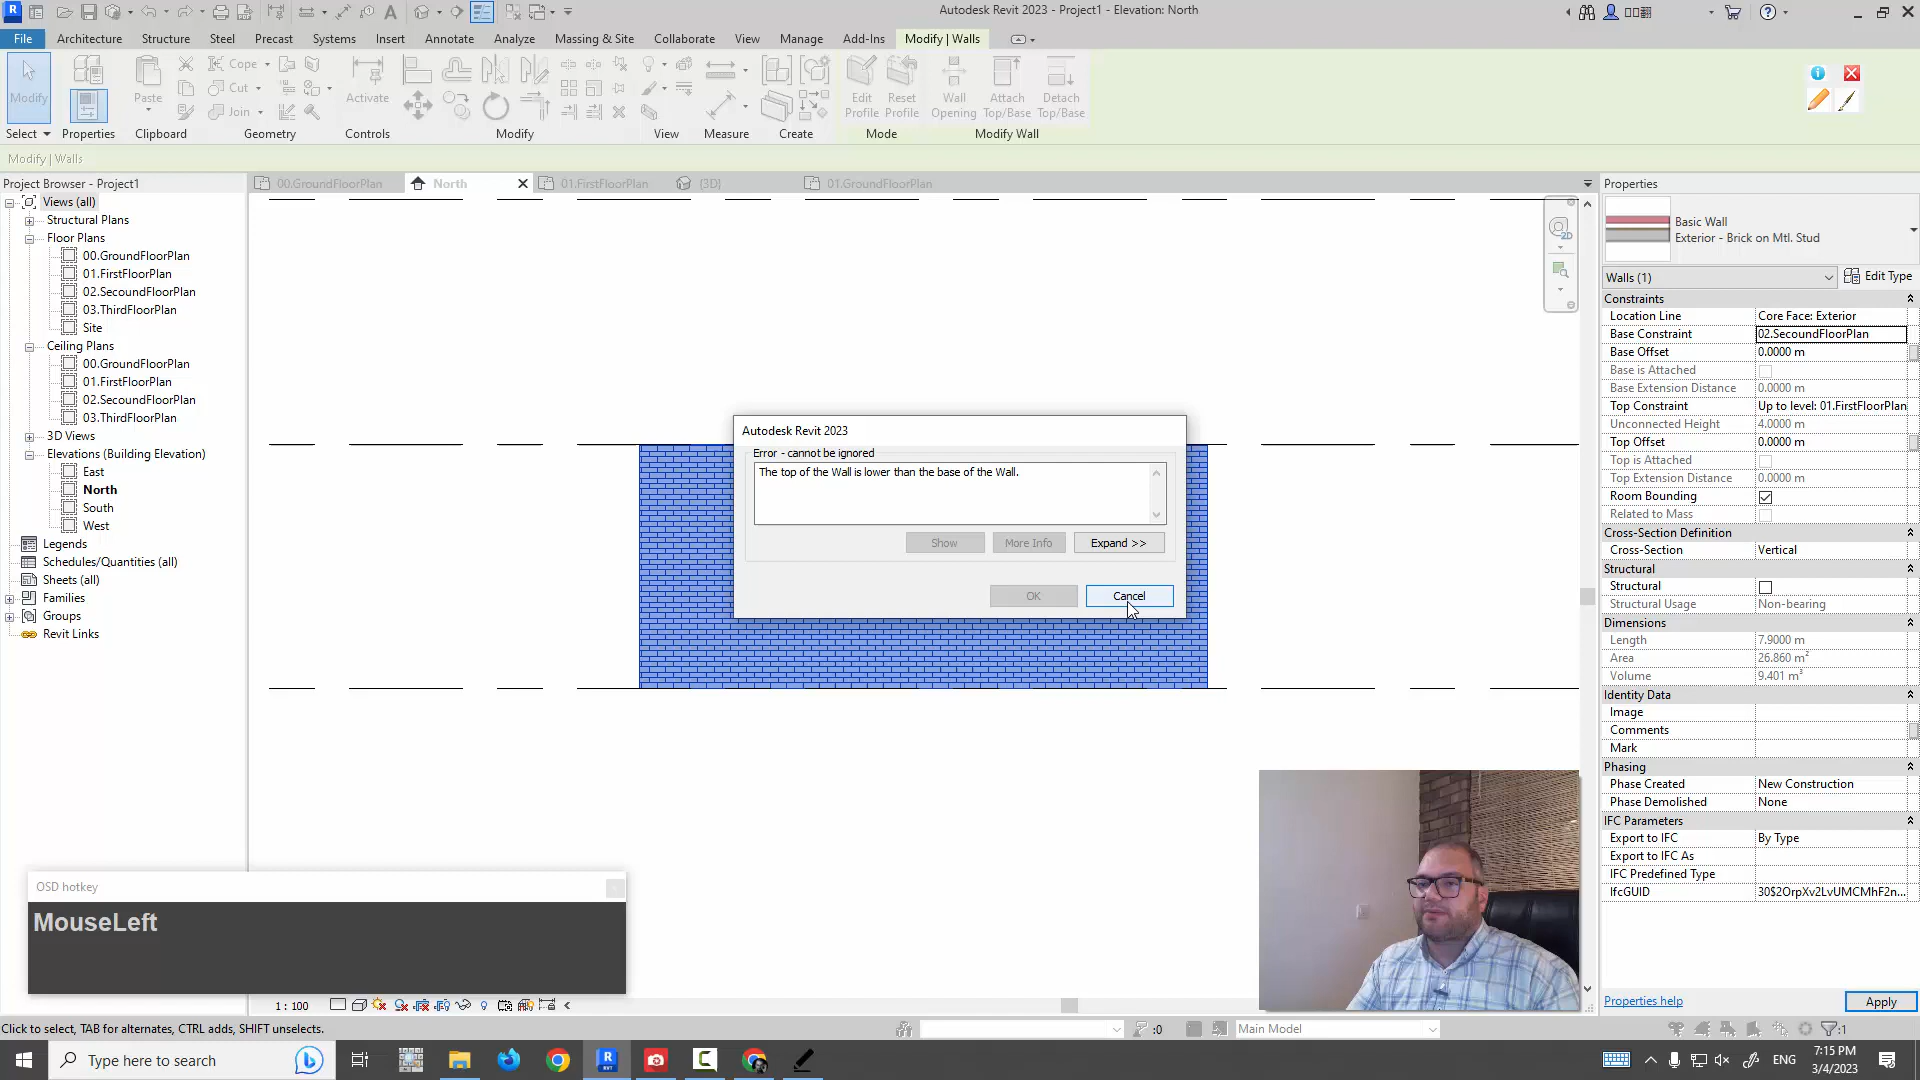 Autodesk Revit 2023 - Project1 - Elevation: North
File Architecture Structure Steel Precast Systems Insert Annotate Analyze Massing & Site Collaborate View Manage Add-Ins Modify | Walls
Modify
Paste
Cope
Cut
Join
Activate
Edit Profile
Reset Profile
Wall Opening
Attach Top/Base
Detach Top/Base
Select Properties Clipboard Geometry Controls Modify View Measure Create Mode Modify Wall
Modify | Walls
Project Browser - Project1
Views (all)
Structural Plans
Floor Plans
00.GroundFloorPlan
01.FirstFloorPlan
02.SecoundFloorPlan
03.ThirdFloorPlan
Site
Ceiling Plans
00.GroundFloorPlan
01.FirstFloorPlan
02.SecoundFloorPlan
03.ThirdFloorPlan
3D Views
Elevations (Building Elevation)
East
North
South
West
Legends
Schedules/Quantities (all)
Sheets (all)
Families
Groups
Revit Links
00.GroundFloorPlan North 01.FirstFloorPlan {3D} 01.GroundFloorPlan
2D
Autodesk Revit 2023
Error - cannot be ignored
The top of the Wall is lower than the base of the Wall.
Show More Info Expand >>
OK Cancel
Properties
Basic Wall
Exterior - Brick on Mtl. Stud
Walls (1) Edit Type
Constraints
Location Line Core Face: Exterior
Base Constraint 02.SecoundFloorPlan
Base Offset 0.0000 m
Base is Attached
Base Extension Distance 0.0000 m
Top Constraint Up to level: 01.FirstFloorPlan
Unconnected Height 4.0000 m
Top Offset 0.0000 m
Top is Attached
Top Extension Distance 0.0000 m
Room Bounding
Related to Mass
Cross-Section Definition
Cross-Section Vertical
Structural
Structural
Structural Usage Non-bearing
Dimensions
Length 7.9000 m
Area 26.860 m²
Volume 9.401 m³
Identity Data
Image
Comments
Mark
Phasing
Phase Created New Construction
Phase Demolished None
IFC Parameters
Export to IFC By Type
Export to IFC As
IFC Predefined Type
IfcGUID 30$2OrpXv2LvUMCMhF2n...
Properties help Apply
OSD hotkey
MouseLeft
1 : 100
Click to select, TAB for alternates, CTRL adds, SHIFT unselects.
:0
Main Model
:1
Type here to search
ENG
7:15 PM
3/4/2023